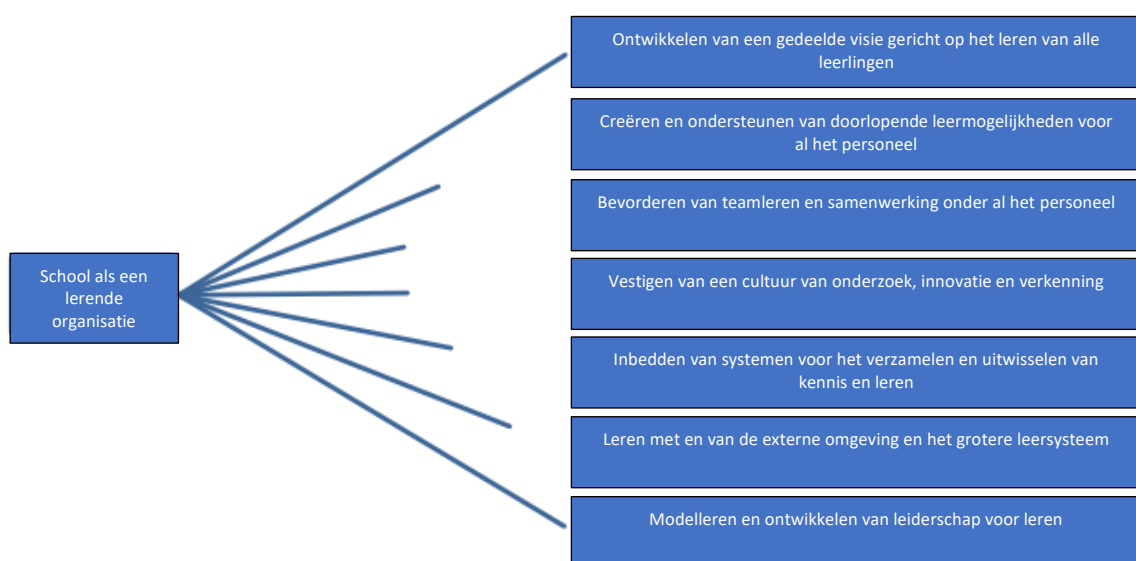 Ontwikkelen van een gedeelde visie gericht op het leren van alle
leerlingen
Creëren en ondersteunen van doorlopende leermogelijkheden voor
al het personeel
Bevorderen van teamleren en samenwerking onder al het personeel
School als een
lerende
organisatie
Vestigen van een cultuur van onderzoek, innovatie en verkenning
Inbedden van systemen voor het verzamelen en uitwisselen van
kennis en leren
Leren met en van de externe omgeving en het grotere leersysteem
Modelleren en ontwikkelen van leiderschap voor leren